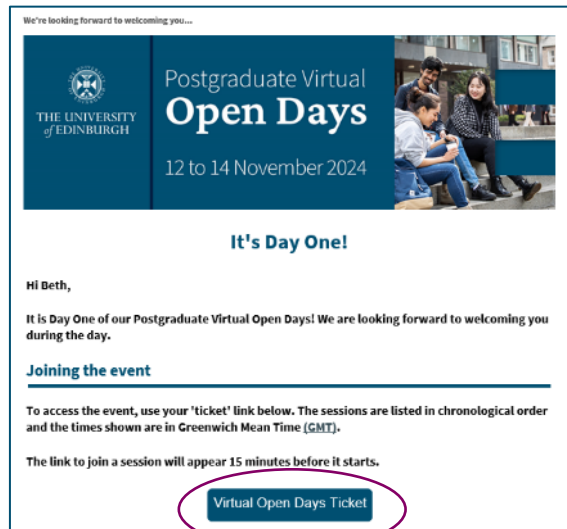 We're looking forward to welcoming you...
THE UNIVERSITY
of EDINBURGH
Postgraduate Virtual
Open Days
12 to 14 November 2024
It's Day One!
Hi Beth,
It is Day One of our Postgraduate Virtual Open Days! We are looking forward to welcoming you
during the day.
Joining the event
To access the event, use your 'ticket' link below. The sessions are listed in chronological order
and the times shown are in Greenwich Mean Time (GMT).
The link to join a session will appear 15 minutes before it starts.
Virtual Open Days Ticket